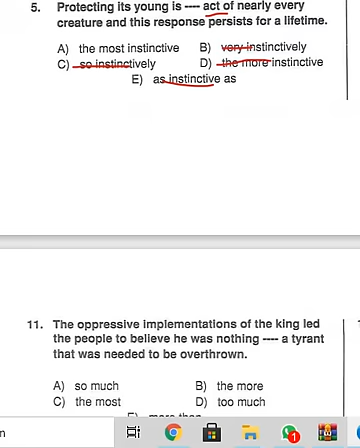 5. Protecting its young is ---- act of nearly every
creature and this response persists for a lifetime.
A) the most instinctive B) very instinctively
C) so instinctively D) the more instinctive
E) as instinctive as
11. The oppressive implementations of the king led
the people to believe he was nothing ---- a tyrant
that was needed to be overthrown.
A) so much B) the more
C) the most D) too much
E) more than
n
1